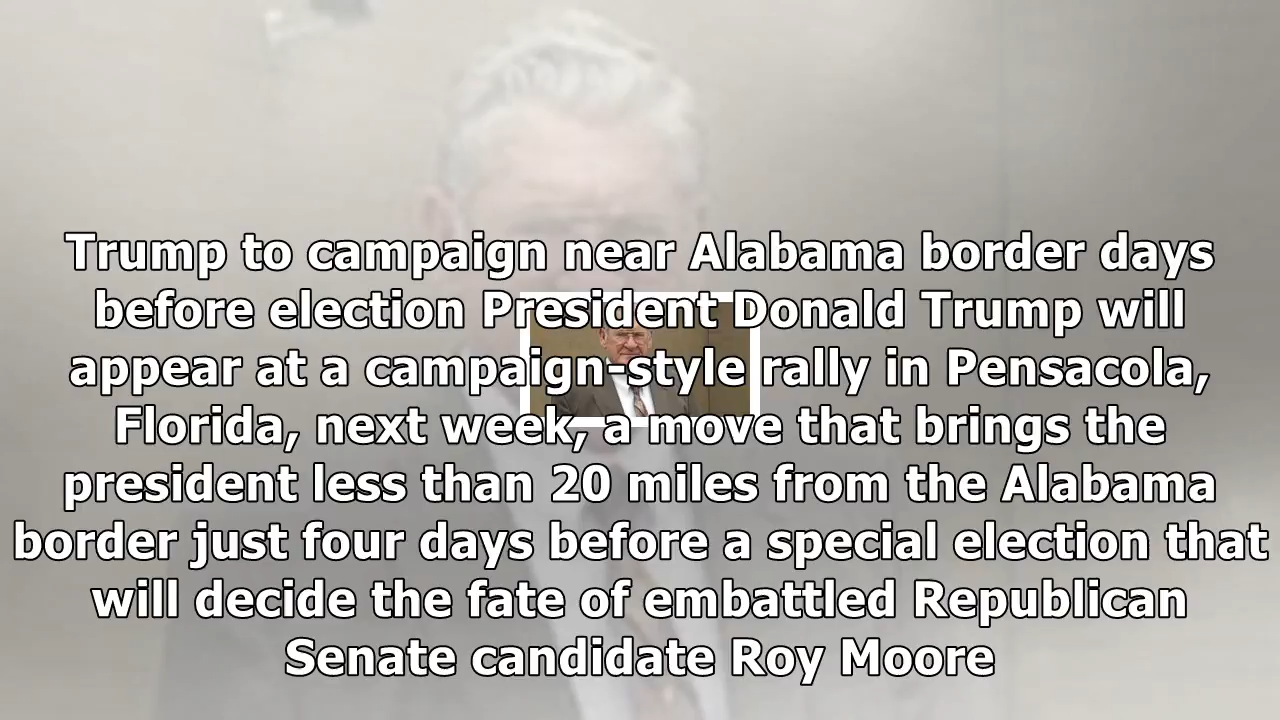 Trump to campaign near Alabama border days
before election President Donald Trump will
appear at a campaign-style rally in Pensacola,
Florida, next week, a move that brings the
president less than 20 miles from the Alabama
border just four days before a special election that
will decide the fate of embattled Republican
Senate candidate Roy Moore